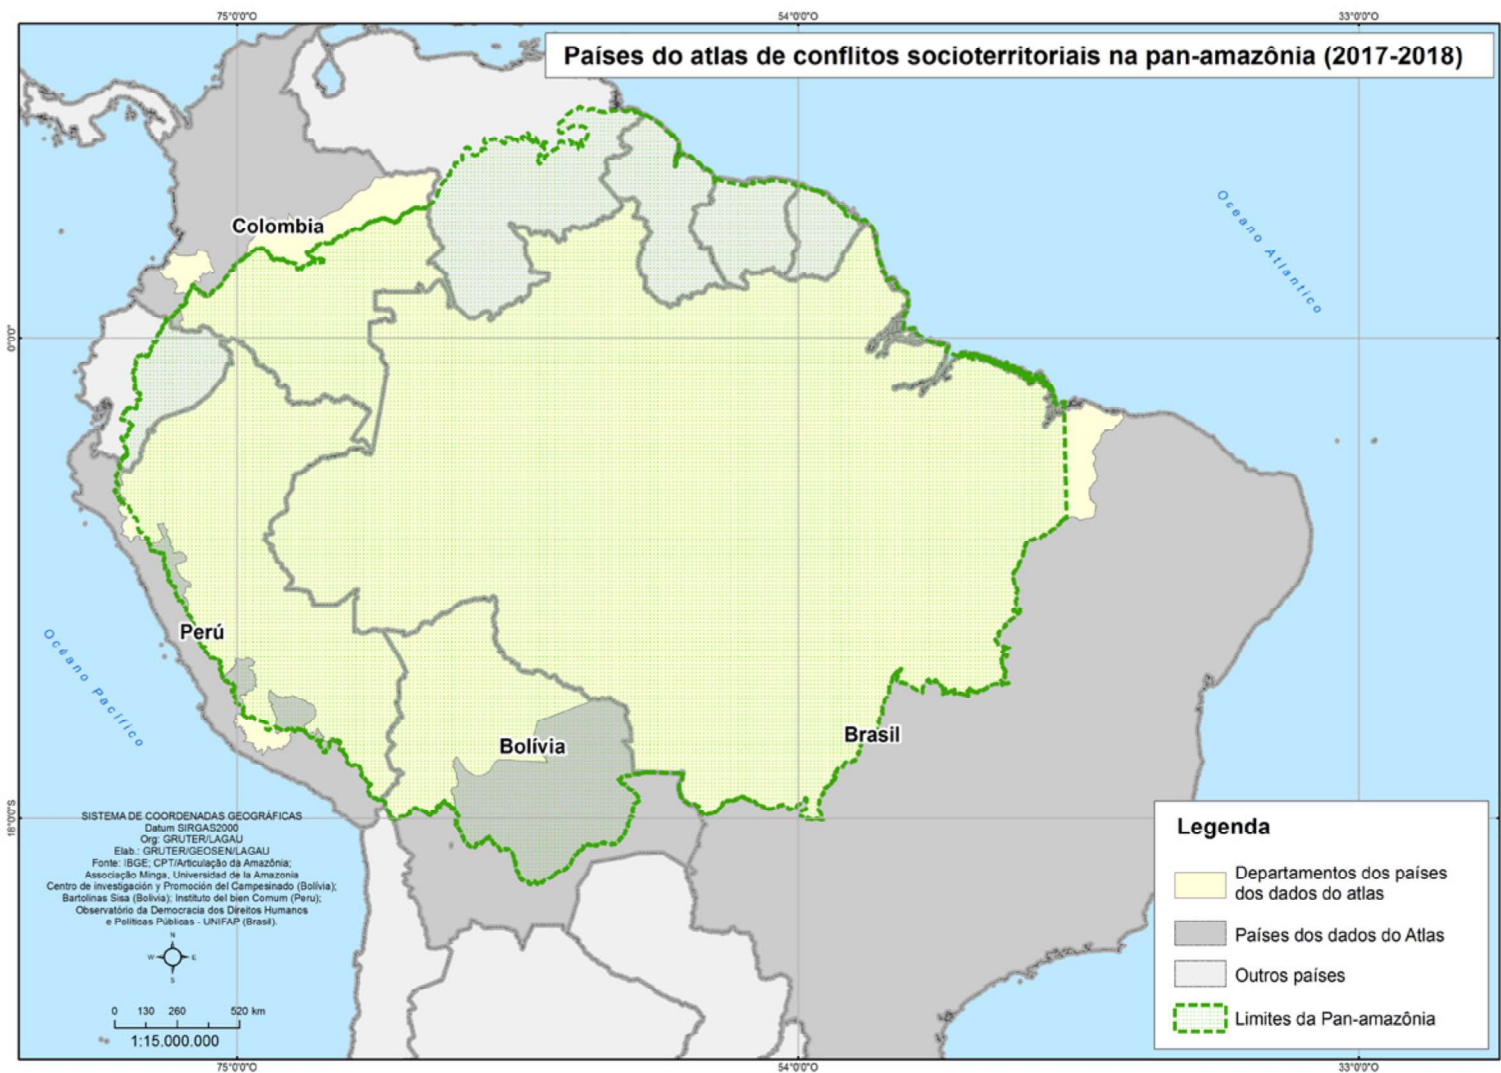 75°0'0"O
54°0'0"O
33°0'0"O
Países do atlas de conflitos socioterritoriais na pan-amazônia (2017-2018)
Oceano Atlantico
Colombia
0°0'0"
Perú
Océano Pacífico
Brasil
Bolívia
18°0'0"S
SISTEMA DE COORDENADAS GEOGRÁFICAS
Datum SIRGAS2000
Org: GRUTER/LAGAU
Elab.: GRUTER/GEOSEN/LAGAU
Fonte: IBGE; CPT/Articulação da Amazônia;
Associação Minga, Universidad de la Amazonia
Centro de investigación y Promoción del Campesinado (Bolívia);
Bartolinas Sisa (Bolivia); Instituto del bien Comum (Peru);
Observatório da Democracia dos Direitos Humanos
e Políticas Públicas - UNIFAP (Brasil).
N
W
E
S
0 130 260 520 km
1:15.000.000
Legenda
Departamentos dos países
dos dados do atlas
Países dos dados do Atlas
Outros países
Limites da Pan-amazônia
75°0'0"O
54°0'0"O
33°0'0"O